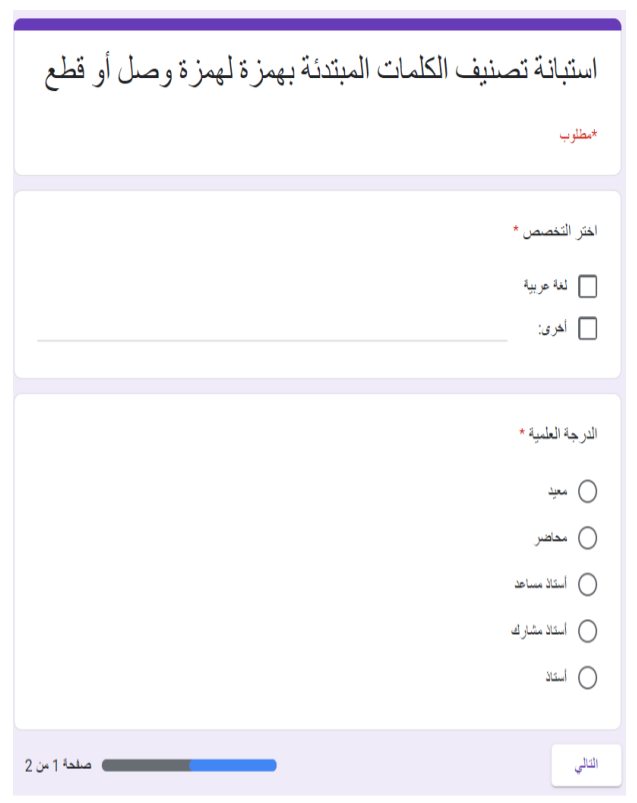 استبانة تصنيف الكلمات المبتدئة بهمزة لهمزة وصل أو قطع
*مطلوب
اختر التخصص *
لغة عربية
أخرى:
الدرجة العلمية *
معيد
محاضر
أستاذ مساعد
أستاذ مشارك
أستاذ
التالي
صفحة 1 من 2